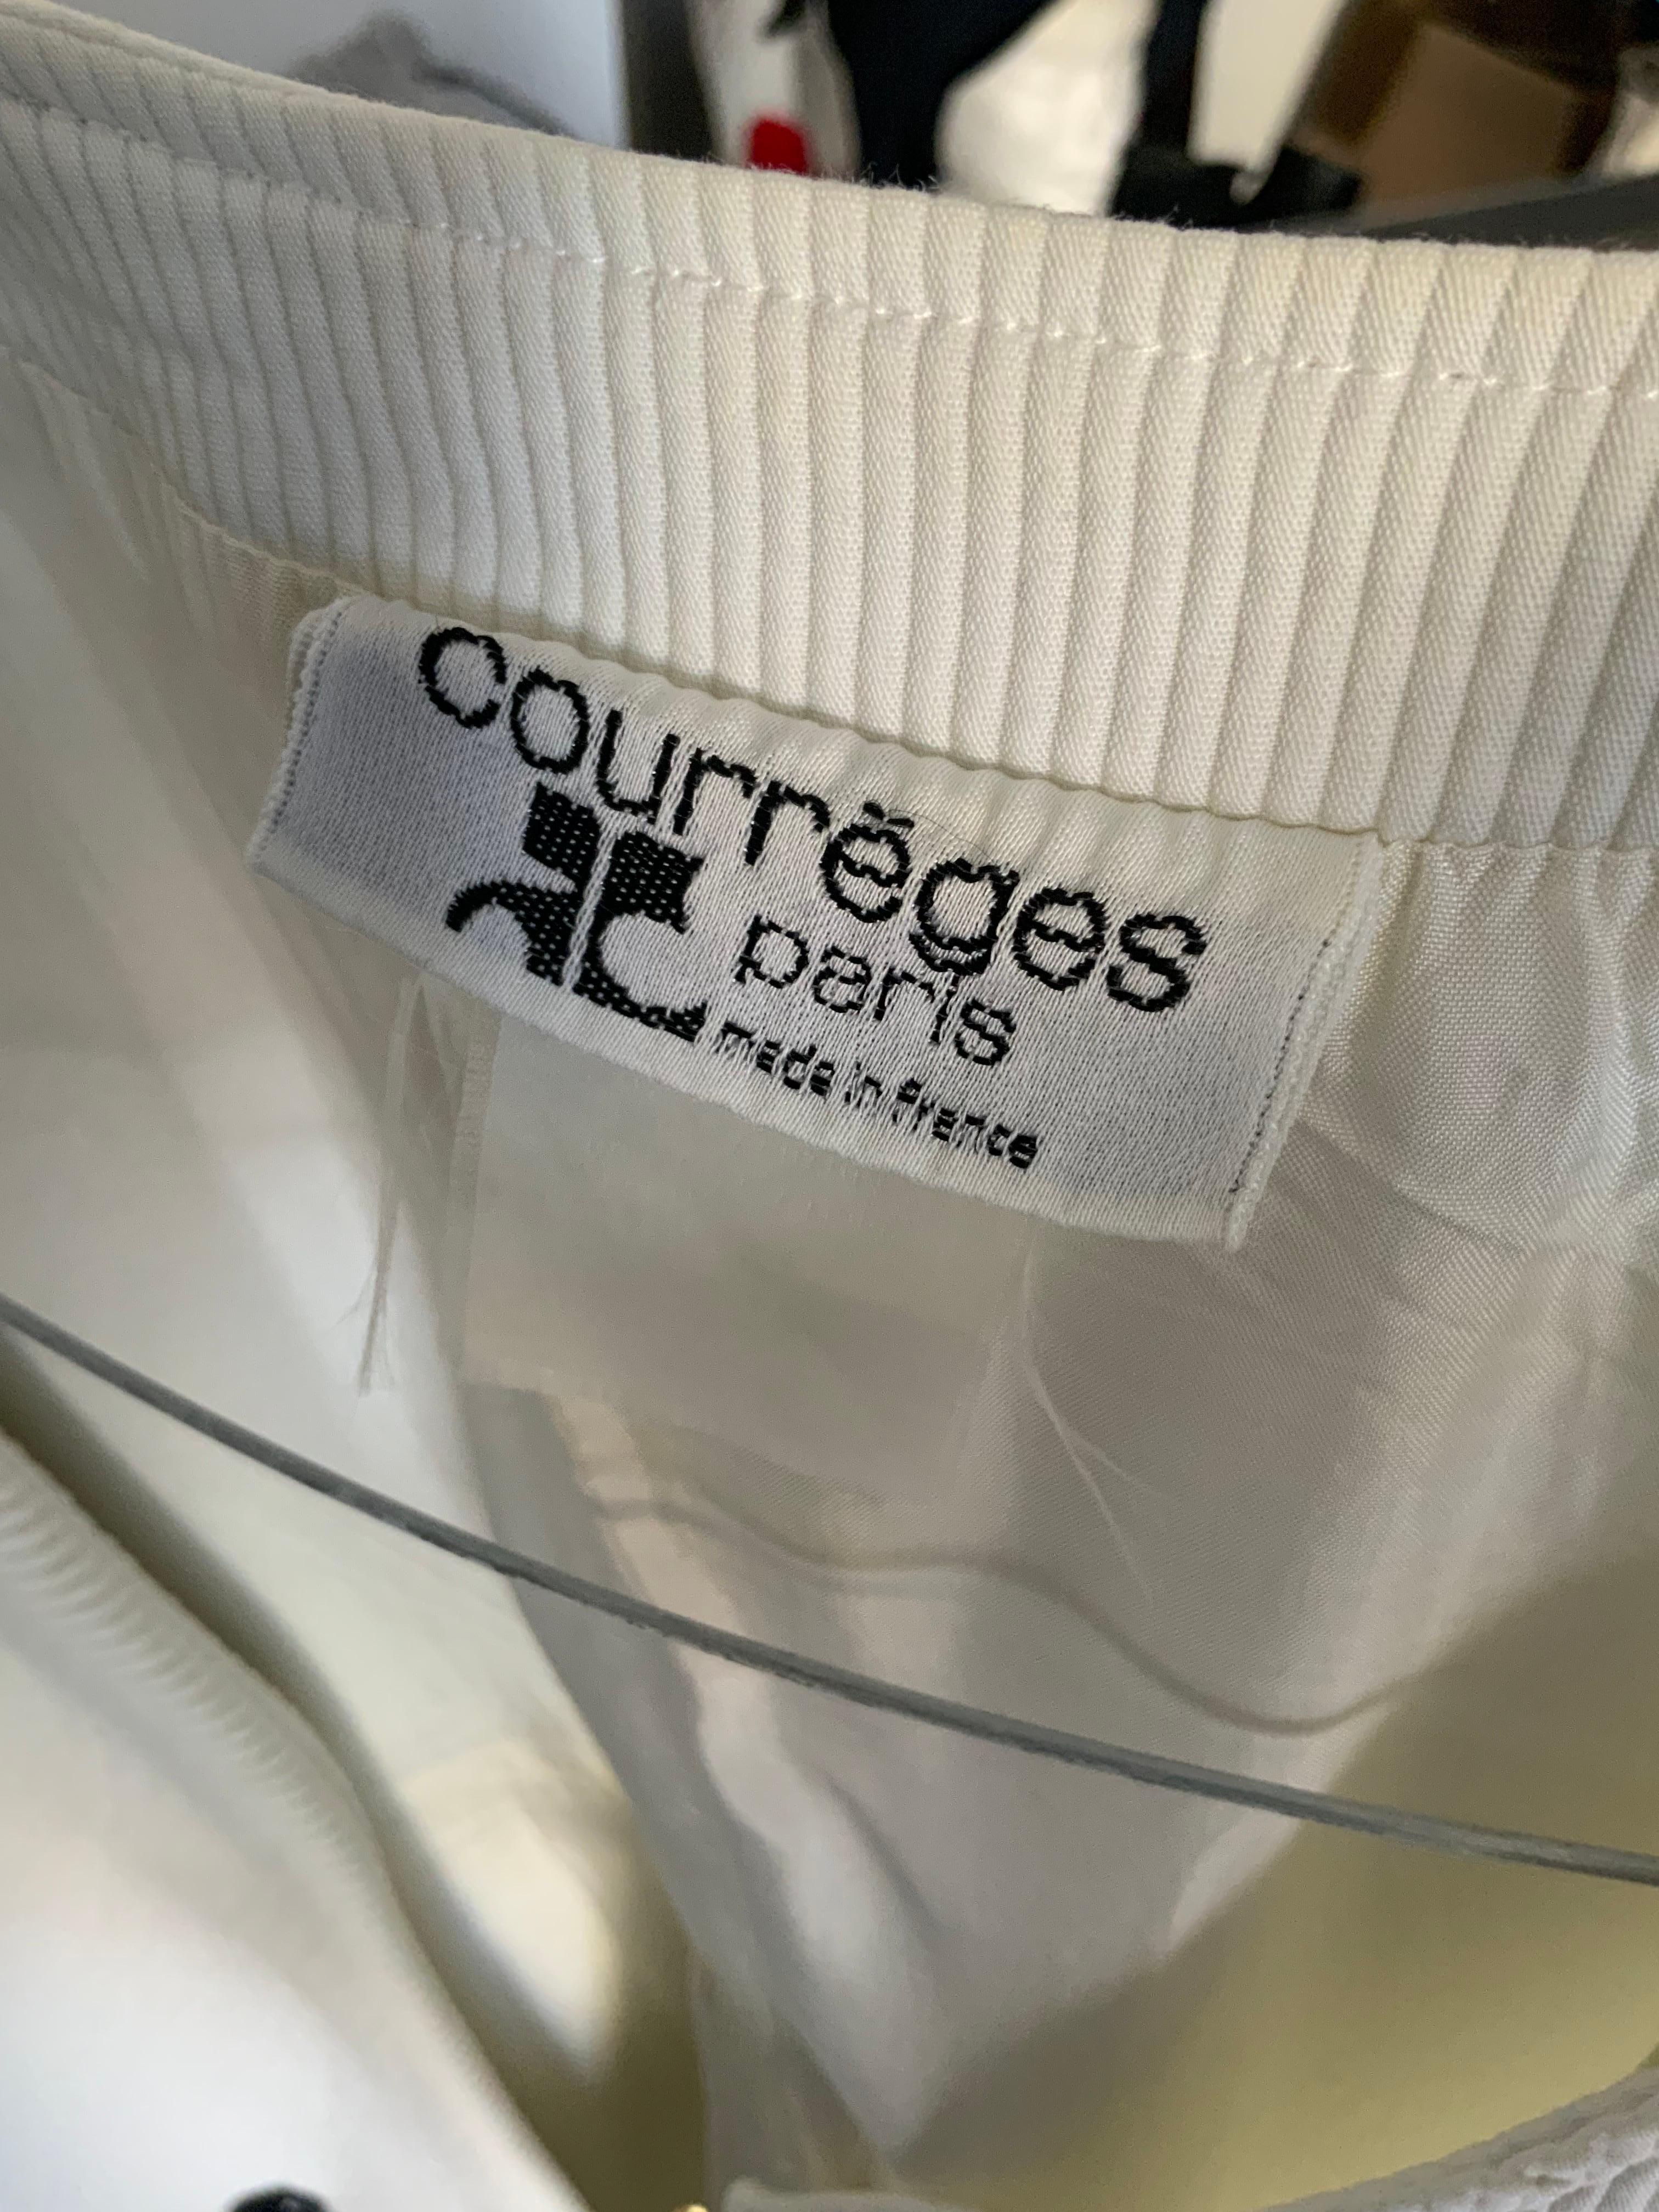 courrèges
paris
made in france